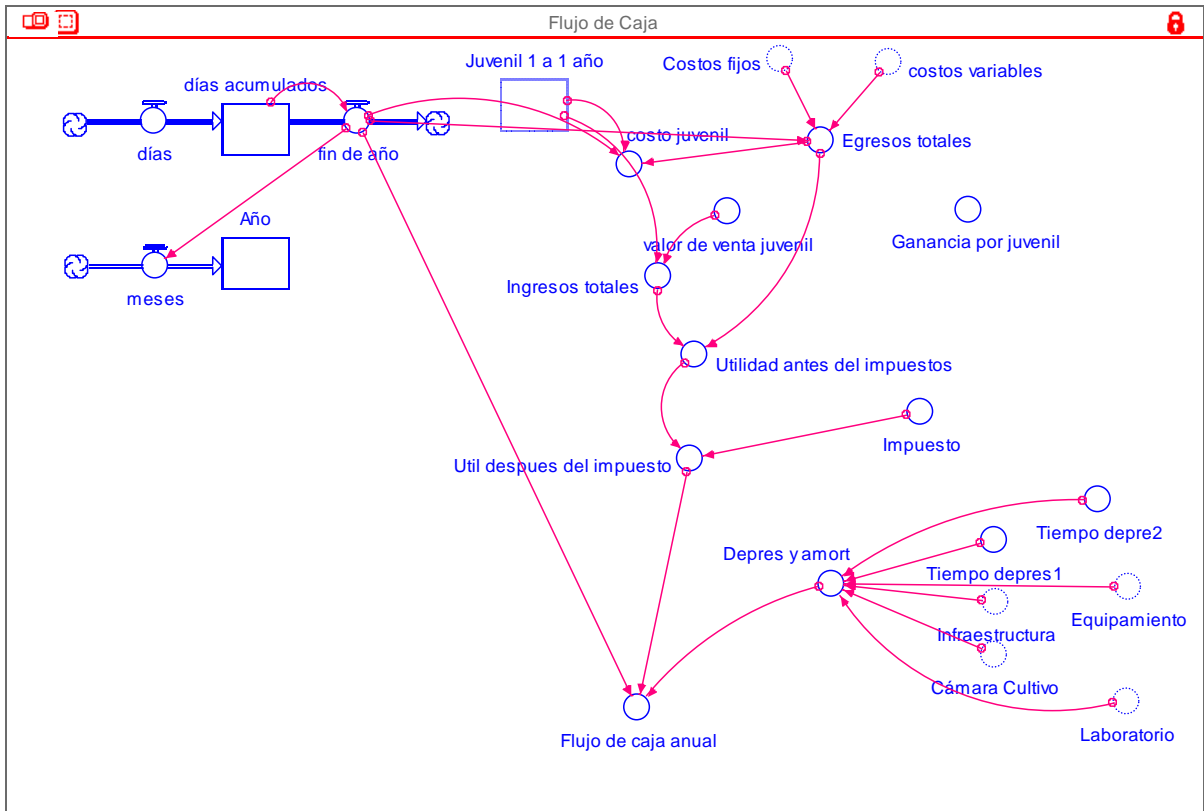 Flujo de Caja
Juvenil 1 a 1 año
Costos fijos
costos variables
días acumulados
costo juvenil
Egresos totales
días
fin de año
Año
valor de venta juvenil
Ganancia por juvenil
meses
Ingresos totales
Utilidad antes del impuestos
Impuesto
Util despues del impuesto
Tiempo depre2
Depres y amort
Tiempo depres1
Equipamiento
Infraestructura
Cámara Cultivo
Laboratorio
Flujo de caja anual